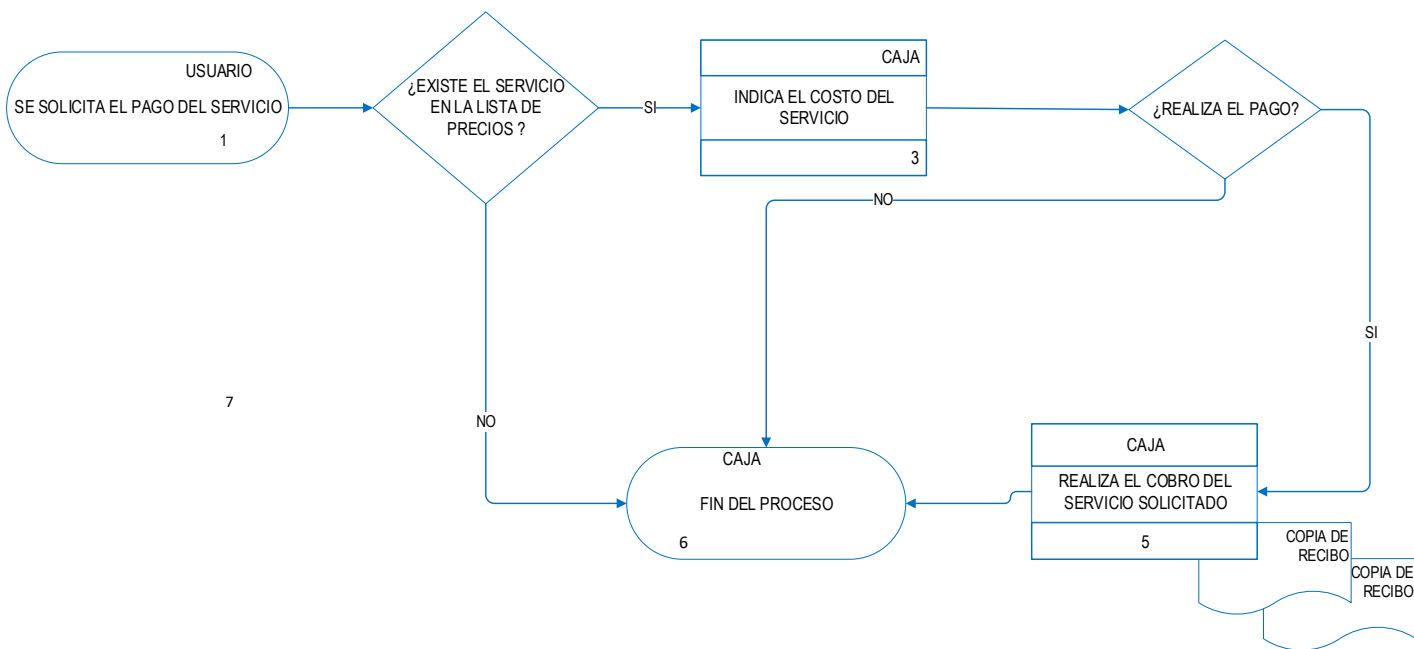 USUARIO
SE SOLICITA EL PAGO DEL SERVICIO
1
¿EXISTE EL SERVICIO
EN LA LISTA DE
PRECIOS ?
SI
CAJA
INDICA EL COSTO DEL
SERVICIO
3
¿REALIZA EL PAGO?
NO
SI
7
NO
CAJA
FIN DEL PROCESO
6
CAJA
REALIZA EL COBRO DEL
SERVICIO SOLICITADO
5
COPIA DE
RECIBO
COPIA DE
RECIBO